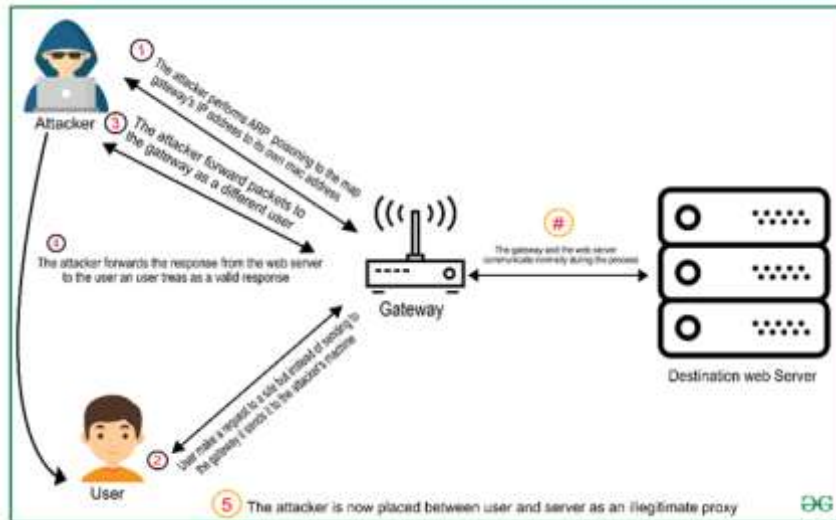 1
The attacker performs ARP poisoning to the map
gateway's IP address to its own mac address
Attacker
3
The attacker forward packets to
the gateway as a different user
4
The attacker forwards the response from the web server
to the user an user treas as a valid response
#
The gateway and the web server
communicate normally during the process
Gateway
Destination web Server
2
User make a request to a site but instead of sending to
the gateway it sends it to the attacker's machine
User
5 The attacker is now placed between user and server as an illegitimate proxy